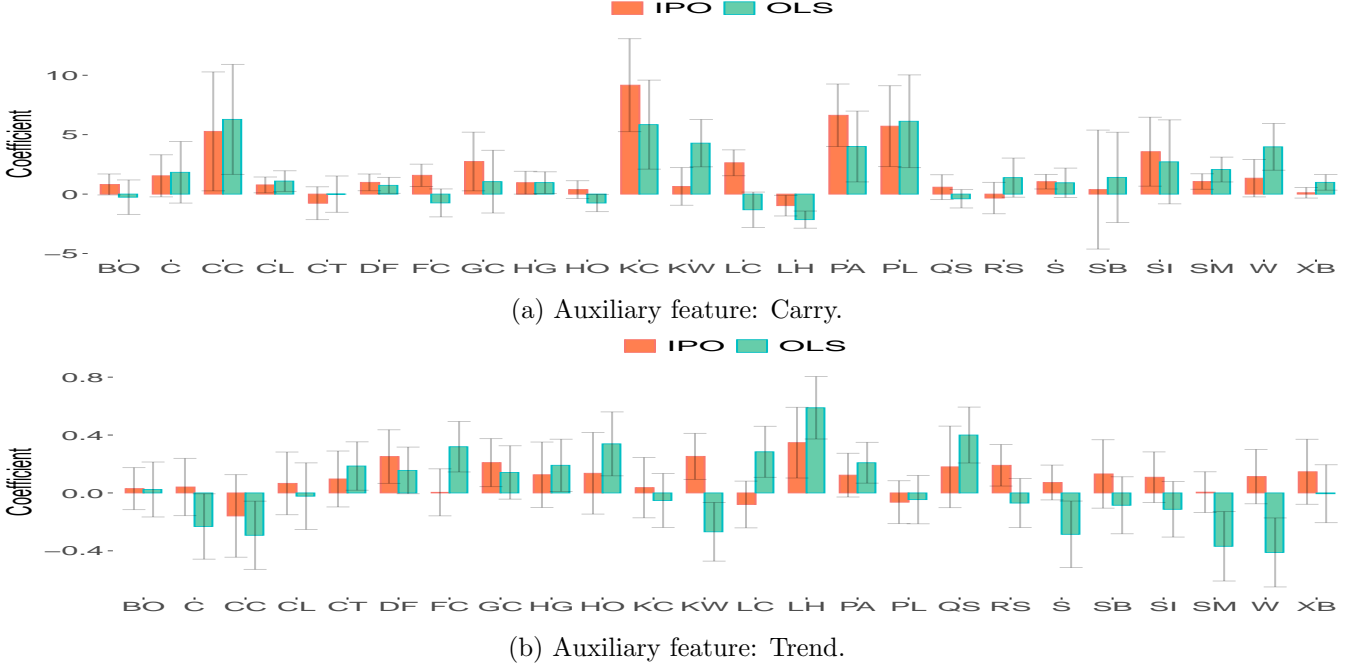 IPO OLS
Coefficient
10
5
0
−5
BO C CC CL CT DF FC GC HG HO KC KW LC LH PA PL QS RS S SB SI SM W XB
(a) Auxiliary feature: Carry.
IPO OLS
Coefficient
0.8
0.4
0.0
−0.4
BO C CC CL CT DF FC GC HG HO KC KW LC LH PA PL QS RS S SB SI SM W XB
(b) Auxiliary feature: Trend.